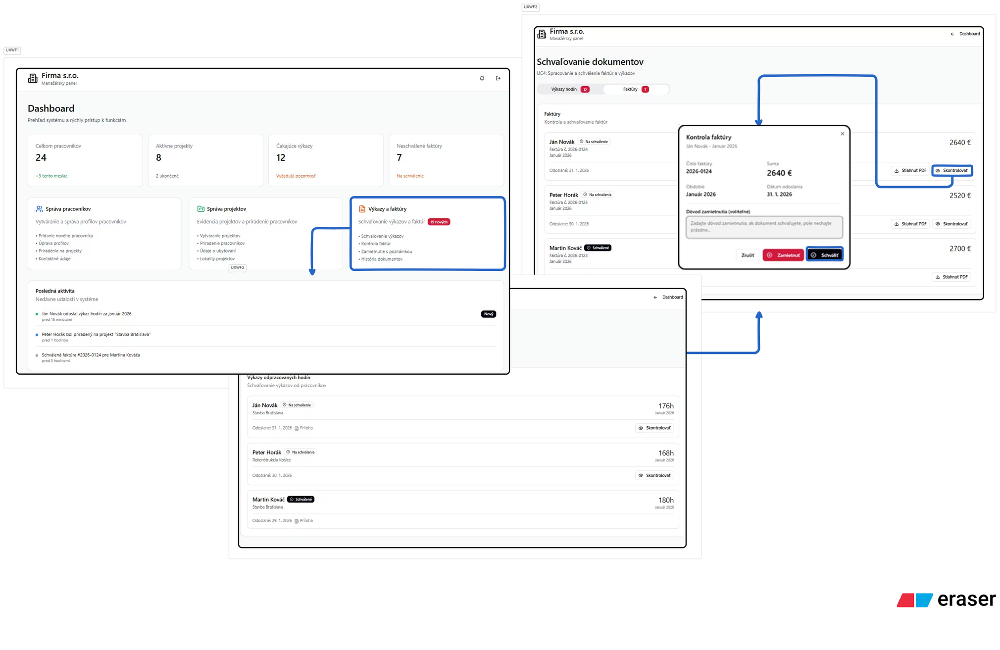 UXWF1
Firma s.r.o.
Manažérsky panel
Dashboard
Prehľad systému a rýchly prístup k funkciám
Celkom pracovníkov
24
+3 tento mesiac
Aktívne projekty
8
2 ukončené
Čakajúce výkazy
12
Vyžadujú pozornosť
Neschválené faktúry
7
Na schválenie
Správa pracovníkov
Vytváranie a správa profilov pracovníkov
• Pridanie nového pracovníka
• Úprava profilov
• Priradenie na projekty
• Kontaktné údaje
Správa projektov
Evidencia projektov a priradenie pracovníkov
• Vytváranie projektov
• Priradenie pracovníkov
• Údaje o ubytovaní
• Lokality projektov
Výkazy a faktúry
Schvaľovanie výkazov a faktúr 19 nových
• Schvaľovanie výkazov
• Kontrola faktúr
• Zamietnutie s poznámkou
• História dokumentov
Posledná aktivita
Nedávne udalosti v systéme
Ján Novák odoslal výkaz hodín za január 2026
pred 15 minútami
Nový
Peter Horák bol priradený na projekt "Stavba Bratislava"
pred 1 hodinou
Schválená faktúra #2026-0124 pre Martina Kováča
pred 3 hodinami
UXWF2
Dashboard
Výkazy odpracovaných hodín
Schvaľovanie výkazov od pracovníkov
Ján Novák Na schválenie
Stavba Bratislava
176h
Január 2026
Odoslané: 31. 1. 2026 Príloha
Skontrolovať
Peter Horák Na schválenie
Rekonštrukcia Košice
168h
Január 2026
Odoslané: 30. 1. 2026
Skontrolovať
Martin Kováč Schválené
Stavba Bratislava
180h
Január 2026
Odoslané: 29. 1. 2026 Príloha
UXWF3
Firma s.r.o.
Manažérsky panel
Dashboard
Schvaľovanie dokumentov
UC4: Spracovanie a schválenie faktúr a výkazov
Výkazy hodín 12
Faktúry 7
Faktúry
Kontrola a schvaľovanie faktúr
Ján Novák Na schválenie
Faktúra č. 2026-0124
Január 2026
2640 €
Odoslané: 31. 1. 2026
Stiahnuť PDF
Skontrolovať
Peter Horák Na schválenie
Faktúra č. 2026-0125
Január 2026
2520 €
Odoslané: 30. 1. 2026
Stiahnuť PDF
Skontrolovať
Martin Kováč Schválené
Faktúra č. 2026-0123
Január 2026
2700 €
Stiahnuť PDF
Kontrola faktúry
Ján Novák - Január 2026
Číslo faktúry
2026-0124
Suma
2640 €
Obdobie
Január 2026
Dátum odoslania
31. 1. 2026
Dôvod zamietnutia (voliteľné)
Zadajte dôvod zamietnutia, ak dokument schvaľujete, pole nechajte
prázdne...
Zrušiť
Zamietnuť
Schváliť
eraser